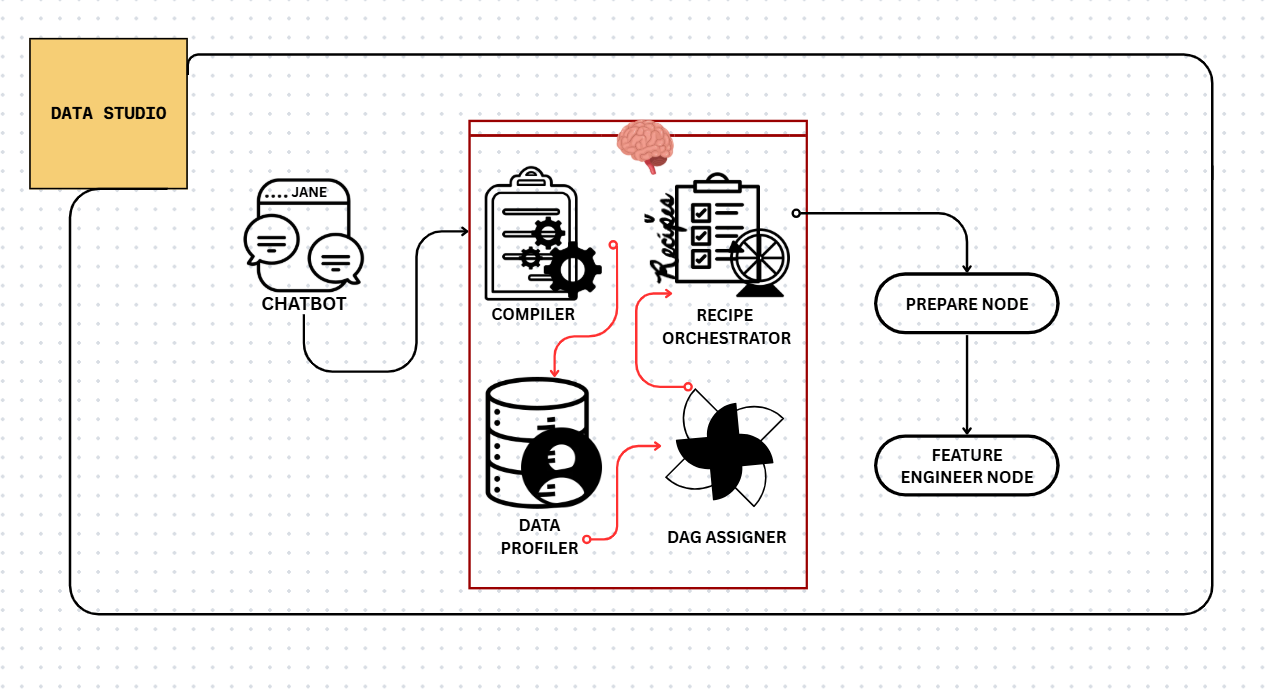 DATA STUDIO
.... JANE
CHATBOT
COMPILER
Recipes
RECIPE
ORCHESTRATOR
DATA
PROFILER
DAG ASSIGNER
PREPARE NODE
FEATURE
ENGINEER NODE